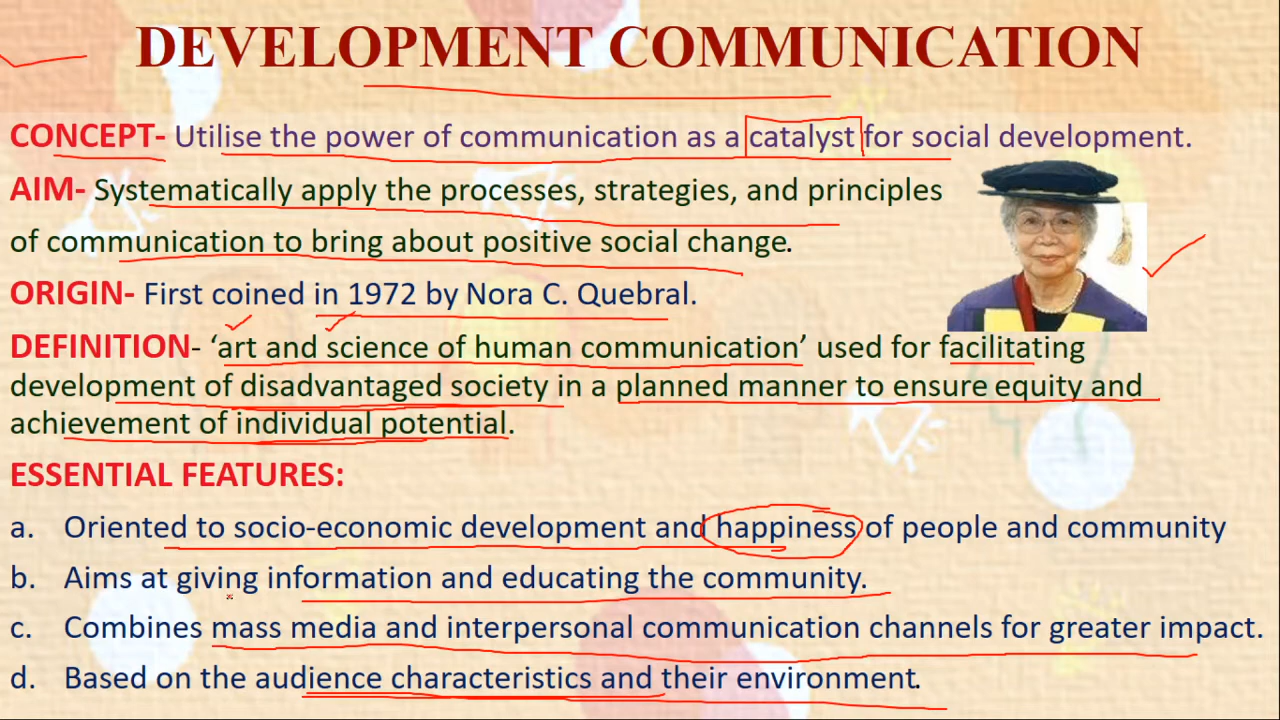 DEVELOPMENT COMMUNICATION
CONCEPT- Utilise the power of communication as a catalyst for social development.
AIM- Systematically apply the processes, strategies, and principles
of communication to bring about positive social change.
ORIGIN- First coined in 1972 by Nora C. Quebral.
DEFINITION- ‘art and science of human communication’ used for facilitating
development of disadvantaged society in a planned manner to ensure equity and
achievement of individual potential.
ESSENTIAL FEATURES:
a. Oriented to socio-economic development and happiness of people and community
b. Aims at giving information and educating the community.
c. Combines mass media and interpersonal communication channels for greater impact.
d. Based on the audience characteristics and their environment.